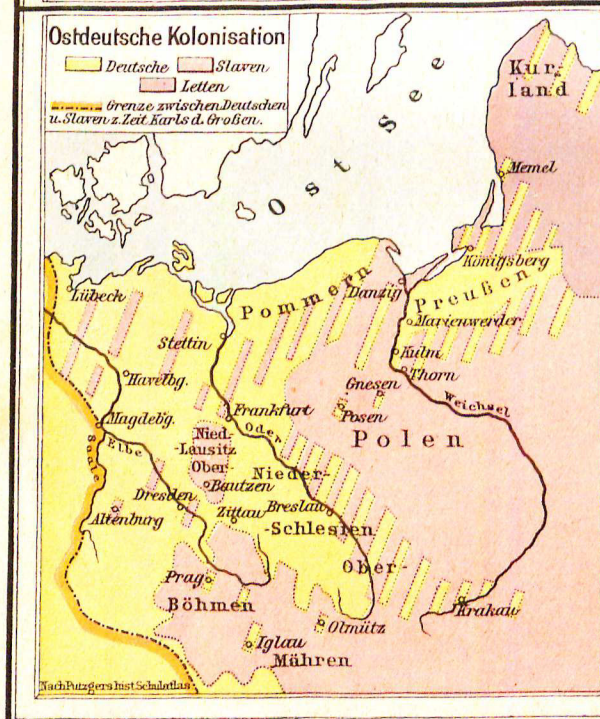 Ostdeutsche Kolonisation
Deutsche Slaven
Letten
Grenze zwischen Deutschen
u. Slaven z. Zeit Karls d. Großen.
Kur-
land
Ost See
Memel
Königsberg
Preußen
Danzig
Pommern
Lübeck
Marienwerder
Stettin
Kulm
Thorn
Havelbg.
Gnesen
Weichsel
Posen
Magdebg.
Frankfurt
Oder
Polen
Saale
Elbe
Nied.
-Lausitz
Ober-
Bautzen
Nieder-
Dresden
Zittau
Breslau
Altenburg
-Schlesien
Ober-
Prag
Böhmen
Krakau
Olmütz
Iglau
Mähren
Nach Putzgers hist. Schulatlas.